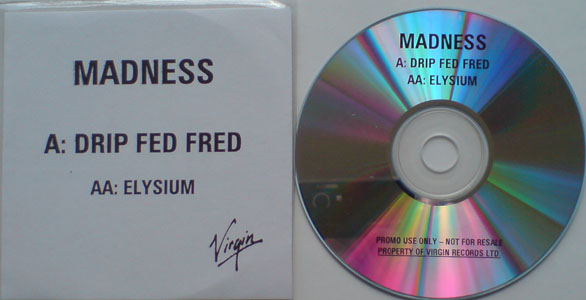 MADNESS
A: DRIP FED FRED
AA: ELYSIUM
Virgin
MADNESS
A: DRIP FED FRED
AA: ELYSIUM
PROMO USE ONLY – NOT FOR RESALE
PROPERTY OF VIRGIN RECORDS LTD.